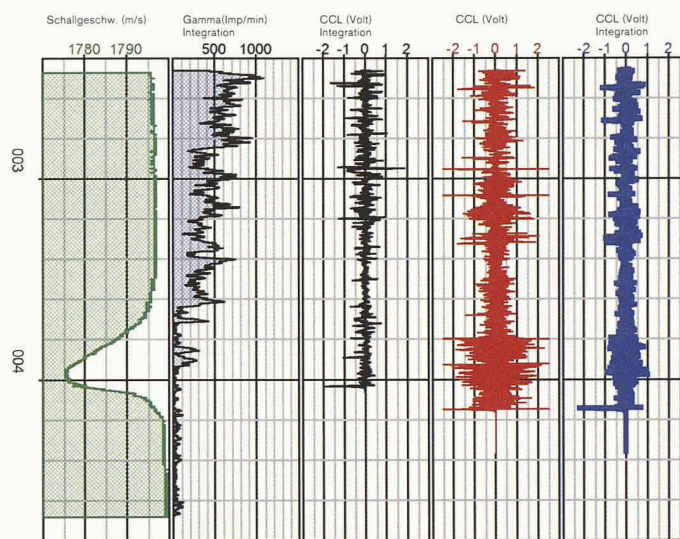 Schallgeschw. (m/s)
1780 1790
Gamma(Imp/min)
Integration
500 1000
CCL (Volt)
Integration
-2 -1 0 1 2
CCL (Volt)
-2 -1 0 1 2
CCL (Volt)
Integration
-2 -1 0 1 2
003
004